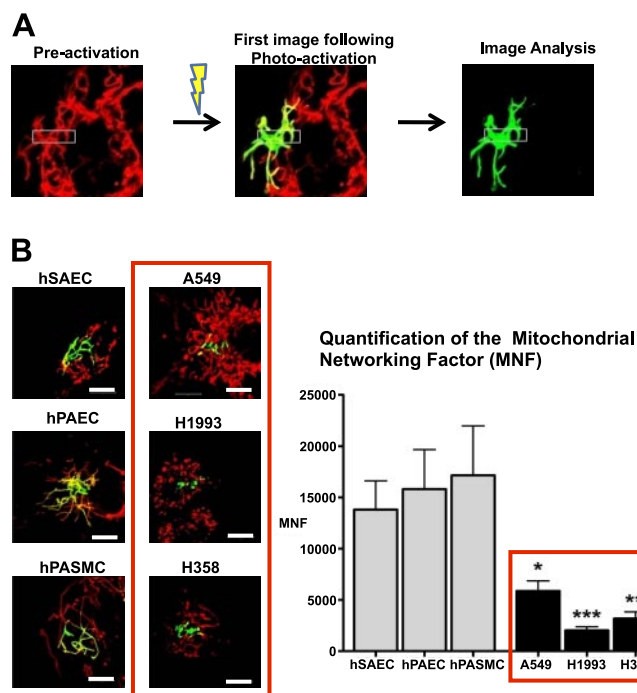 A
Pre-activation
First image following
Photo-activation
Image Analysis
B
hSAEC
A549
hPAEC
H1993
hPASMC
H358
Quantification of the Mitochondrial
Networking Factor (MNF)
25000
20000
15000
MNF
10000
5000
0
*
***
**
hSAEC hPAEC hPASMC A549 H1993 H3